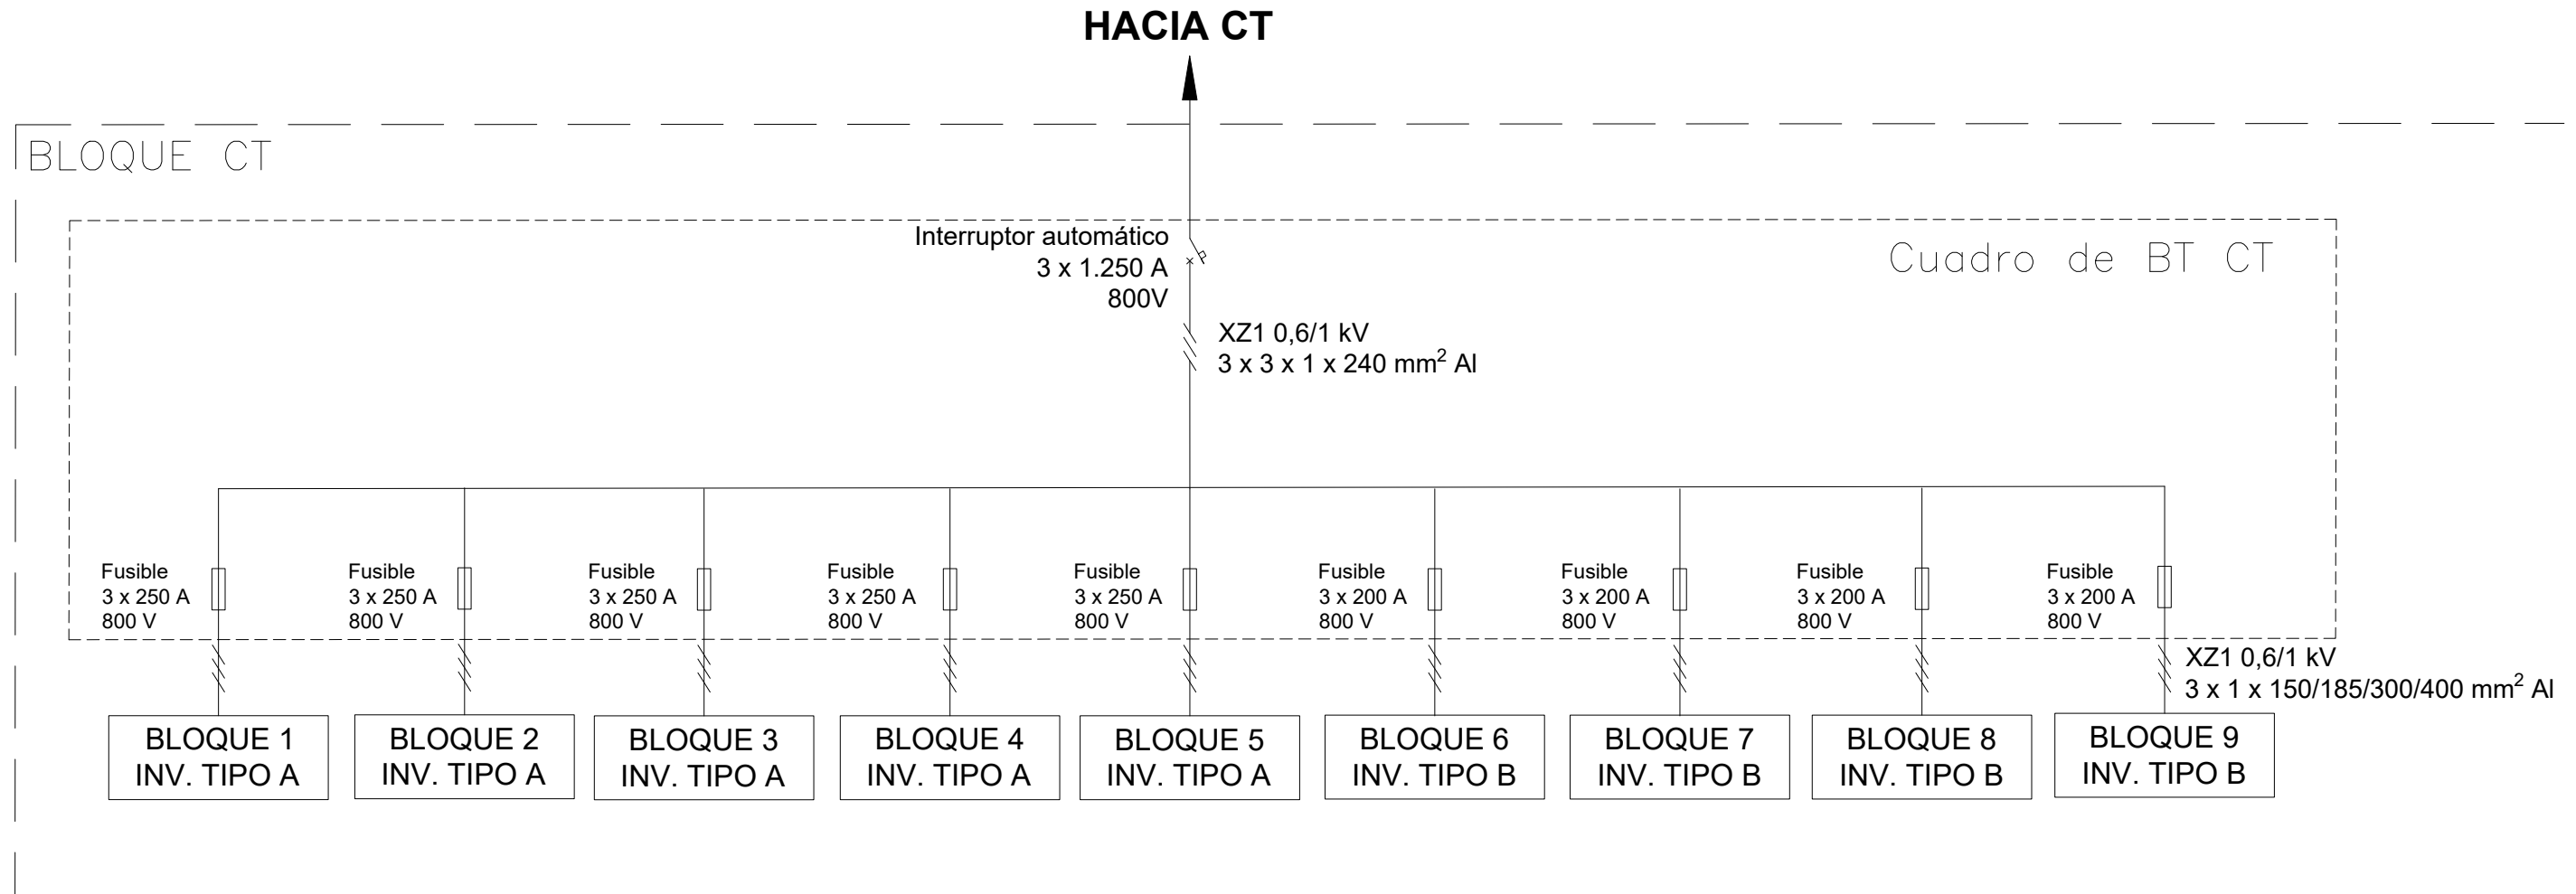 HACIA CT
BLOQUE CT
Interruptor automático
3 x 1.250 A
800V
Cuadro de BT CT
XZ1 0,6/1 kV
3 x 3 x 1 x 240 mm² Al
Fusible
3 x 250 A
800 V
Fusible
3 x 250 A
800 V
Fusible
3 x 250 A
800 V
Fusible
3 x 250 A
800 V
Fusible
3 x 250 A
800 V
Fusible
3 x 200 A
800 V
Fusible
3 x 200 A
800 V
Fusible
3 x 200 A
800 V
Fusible
3 x 200 A
800 V
XZ1 0,6/1 kV
3 x 1 x 150/185/300/400 mm² Al
BLOQUE 1
INV. TIPO A
BLOQUE 2
INV. TIPO A
BLOQUE 3
INV. TIPO A
BLOQUE 4
INV. TIPO A
BLOQUE 5
INV. TIPO A
BLOQUE 6
INV. TIPO B
BLOQUE 7
INV. TIPO B
BLOQUE 8
INV. TIPO B
BLOQUE 9
INV. TIPO B